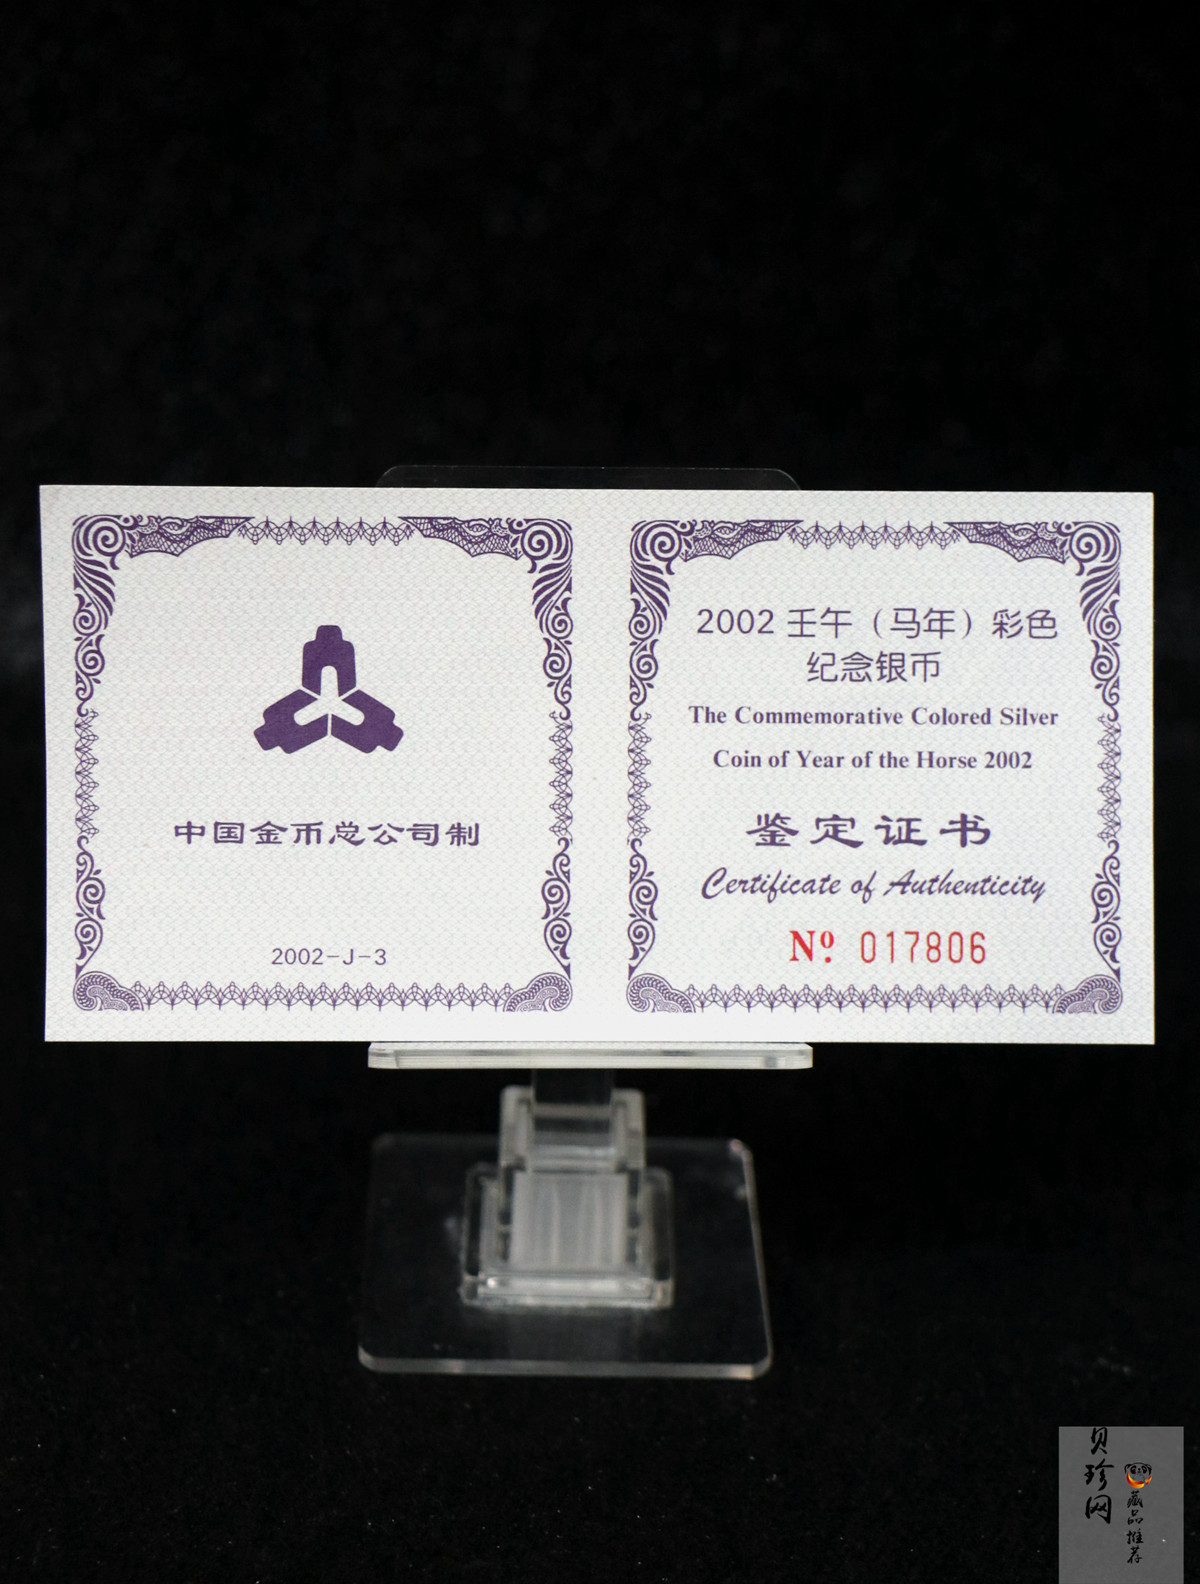 中国金币总公司制
2002-J-3
2002 壬午（马年）彩色
纪念银币
The Commemorative Colored Silver
Coin of Year of the Horse 2002
鉴定证书
Certificate of Authenticity
Nº 017806
贝珍网
藏品推荐